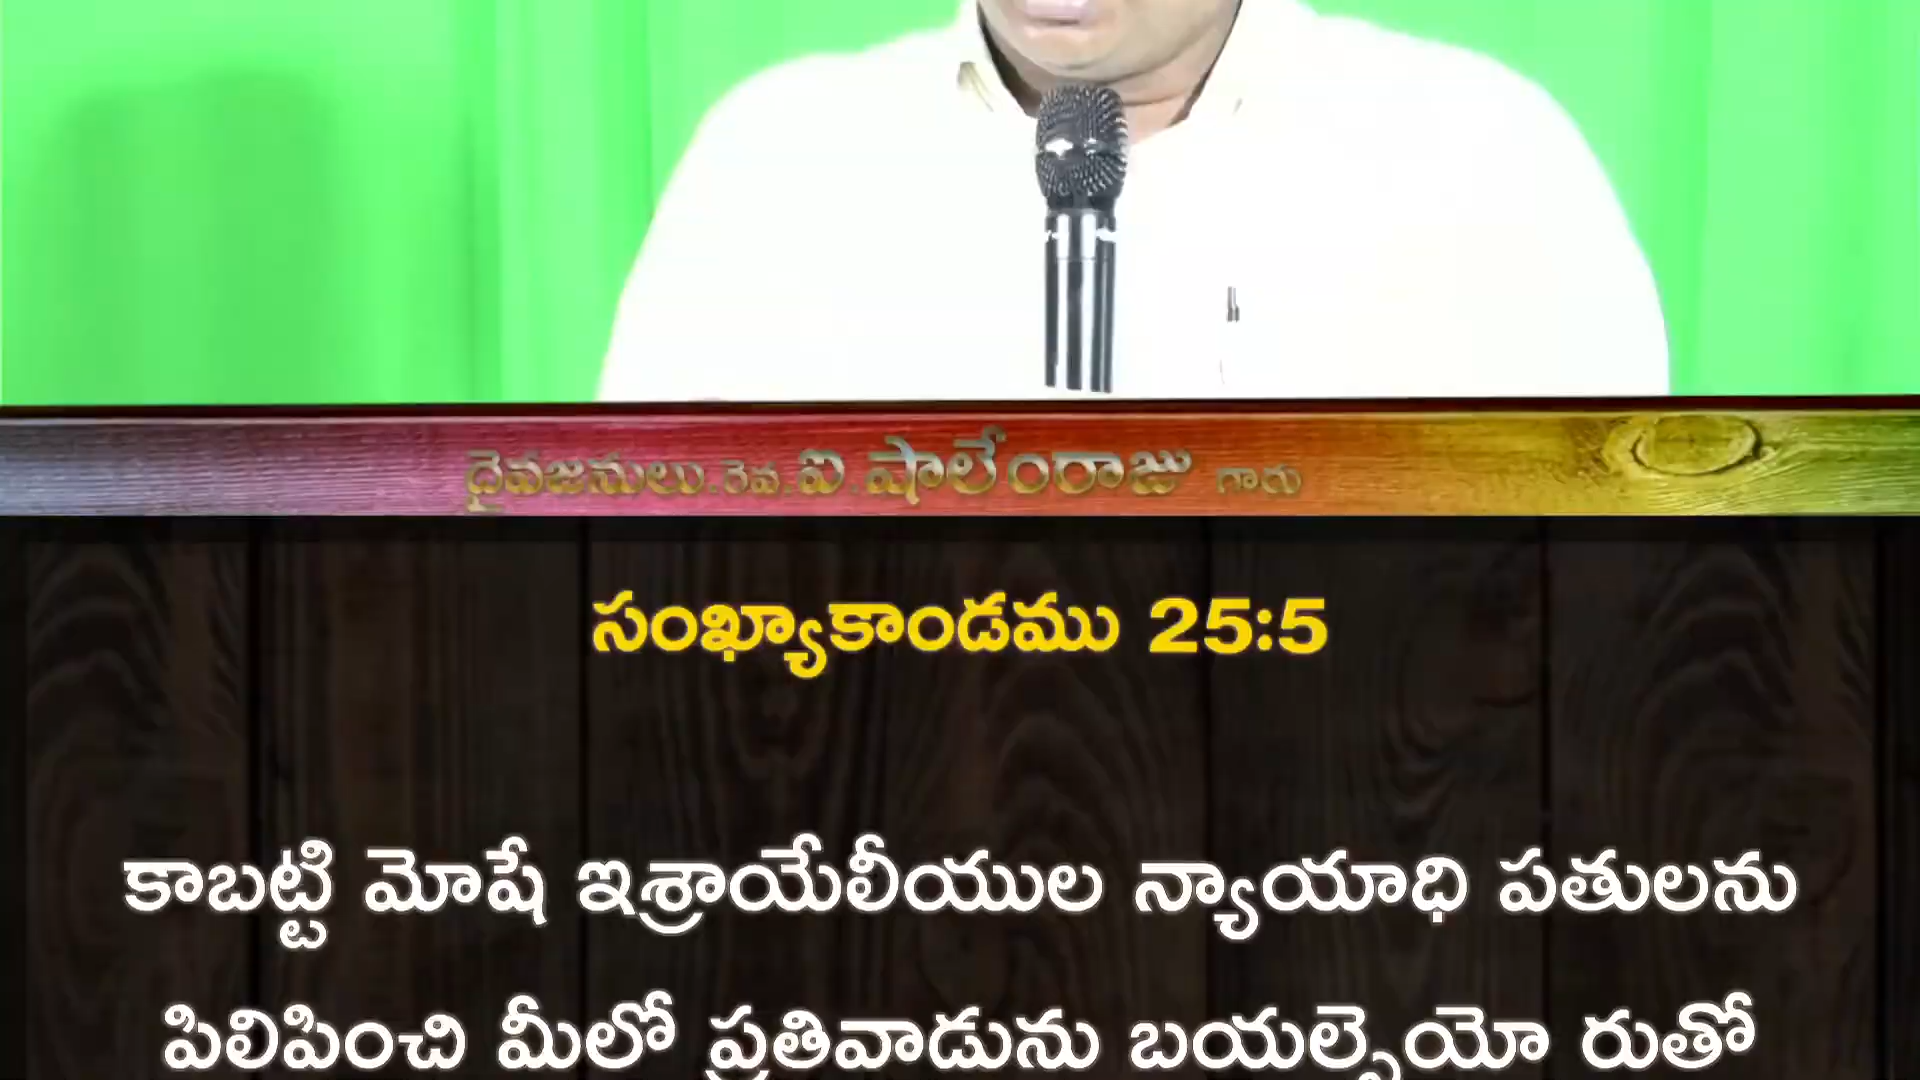 దైవజనులు.రెవ.ఐ.షాలేంరాజు గారు
సంఖ్యాకాండము 25:5
కాబట్టి మోషే ఇశ్రాయేలీయుల న్యాయాధి పతులను
పిలిపించి మీలో ప్రతివాడును బయల్పెయో రుతో